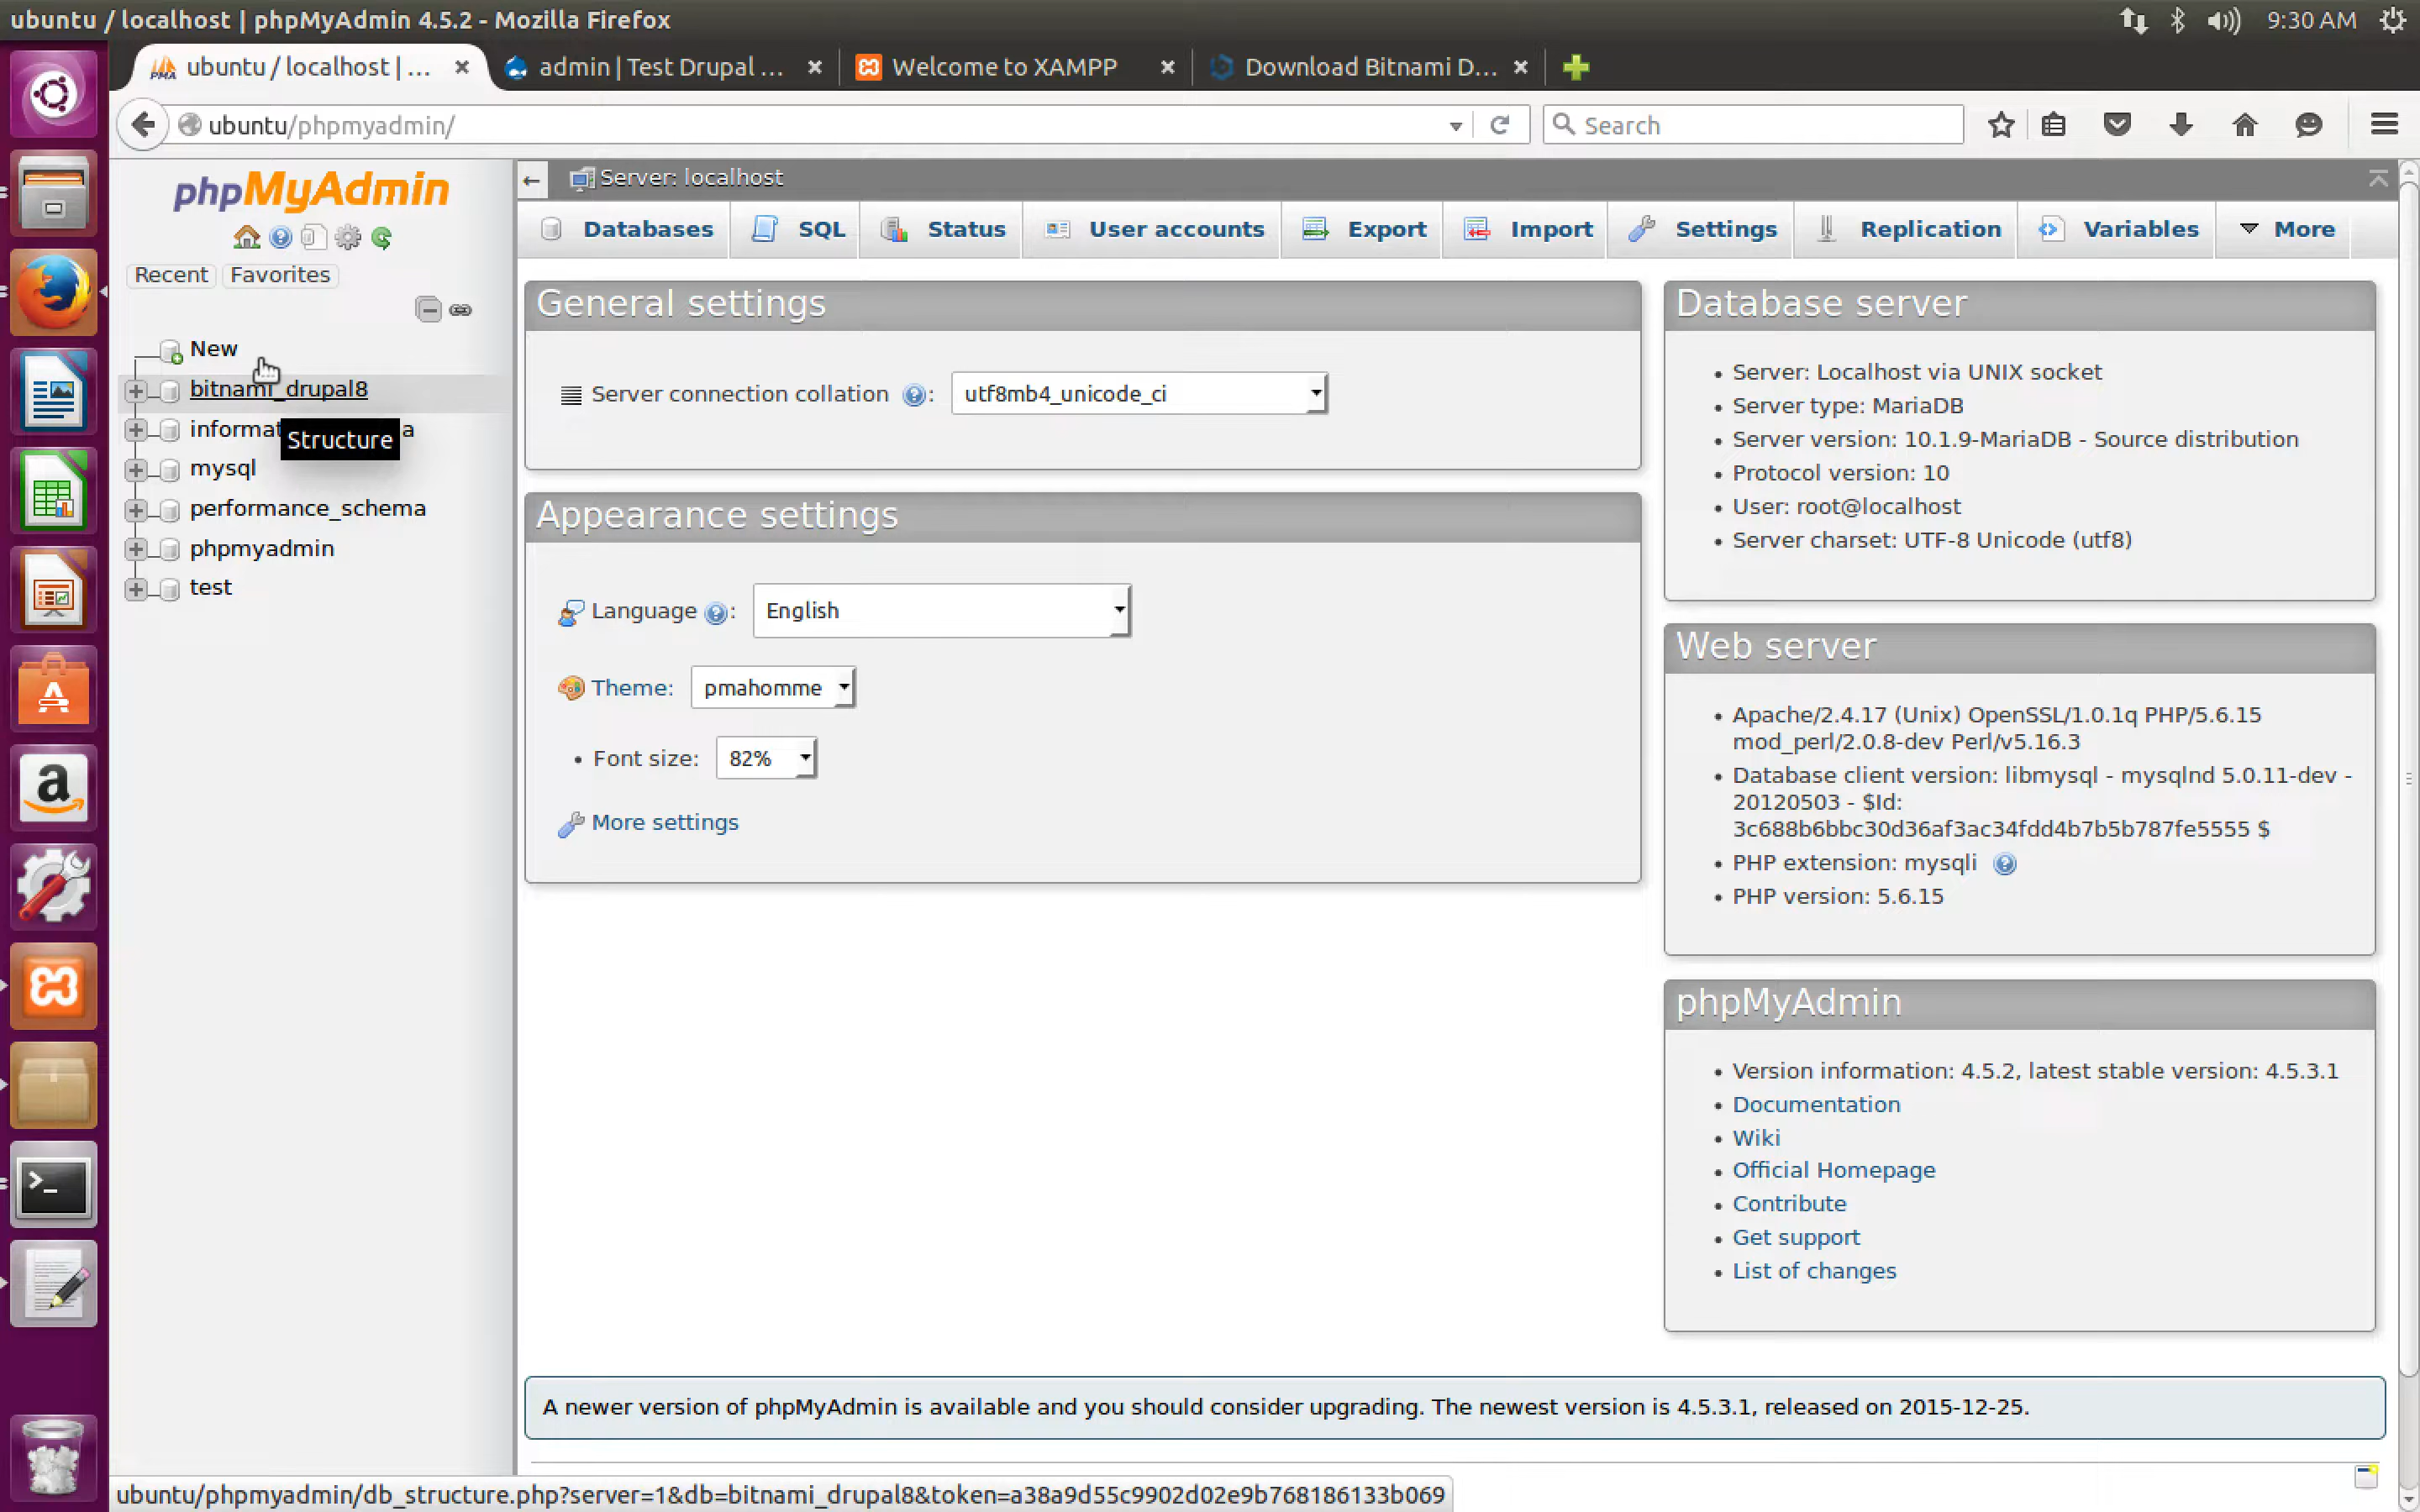 ubuntu / localhost | phpMyAdmin 4.5.2 - Mozilla Firefox
9:30 AM
ubuntu / localhost | ...
admin | Test Drupal ...
Welcome to XAMPP
Download Bitnami D...
ubuntu/phpmyadmin/
Search
phpMyAdmin
Recent
Favorites
New
bitnami_drupal8
informat
a
Structure
mysql
performance_schema
phpmyadmin
test
Server: localhost
Databases
SQL
Status
User accounts
Export
Import
Settings
Replication
Variables
More
General settings
Server connection collation :
utf8mb4_unicode_ci
Appearance settings
Language :
English
Theme:
pmahomme
Font size:
82%
More settings
Database server
Server: Localhost via UNIX socket
Server type: MariaDB
Server version: 10.1.9-MariaDB - Source distribution
Protocol version: 10
User: root@localhost
Server charset: UTF-8 Unicode (utf8)
Web server
Apache/2.4.17 (Unix) OpenSSL/1.0.1q PHP/5.6.15
mod_perl/2.0.8-dev Perl/v5.16.3
Database client version: libmysql - mysqlnd 5.0.11-dev -
20120503 - $Id:
3c688b6bbc30d36af3ac34fdd4b7b5b787fe5555 $
PHP extension: mysqli
PHP version: 5.6.15
phpMyAdmin
Version information: 4.5.2, latest stable version: 4.5.3.1
Documentation
Wiki
Official Homepage
Contribute
Get support
List of changes
A newer version of phpMyAdmin is available and you should consider upgrading. The newest version is 4.5.3.1, released on 2015-12-25.
ubuntu/phpmyadmin/db_structure.php?server=1&db=bitnami_drupal8&token=a38a9d55c9902d02e9b768186133b069